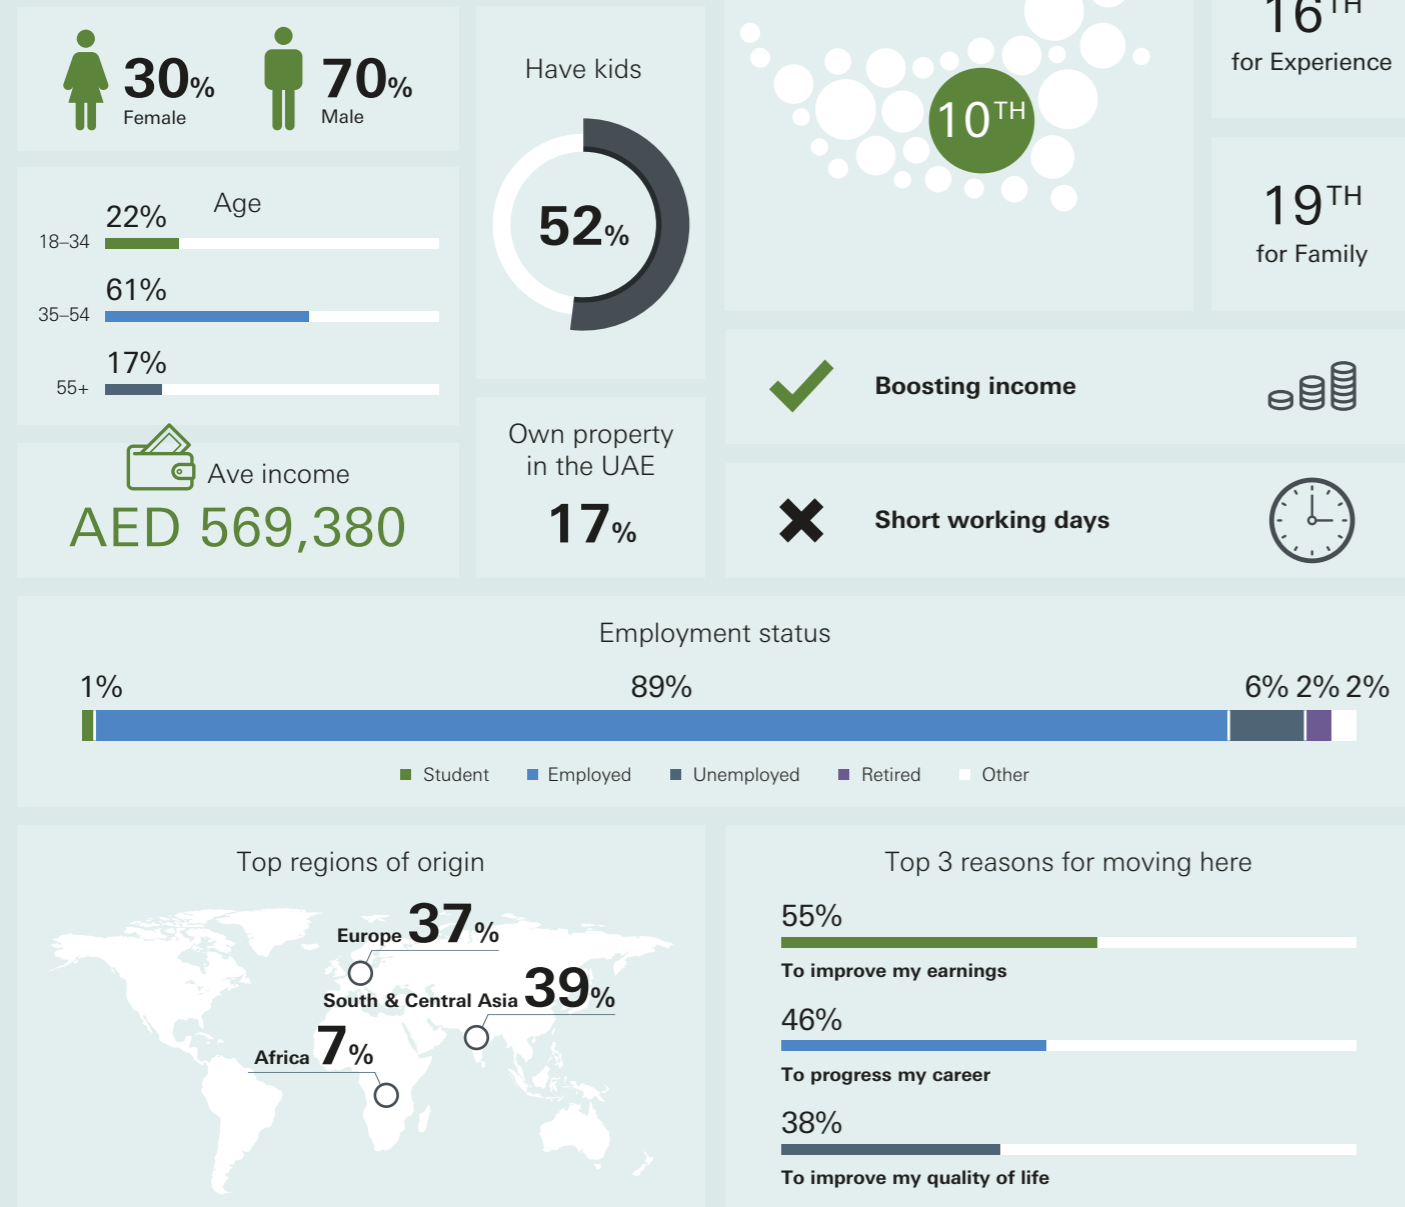 30% Female
70% Male
Age
22%
18–34
61%
35–54
17%
55+
Ave income
AED 569,380
Have kids
52%
Own property
in the UAE
17%
10TH
16TH
for Experience
19TH
for Family
Boosting income
Short working days
Employment status
1% 89% 6% 2% 2%
Student Employed Unemployed Retired Other
Top regions of origin
Europe 37%
South & Central Asia 39%
Africa 7%
Top 3 reasons for moving here
55%
To improve my earnings
46%
To progress my career
38%
To improve my quality of life